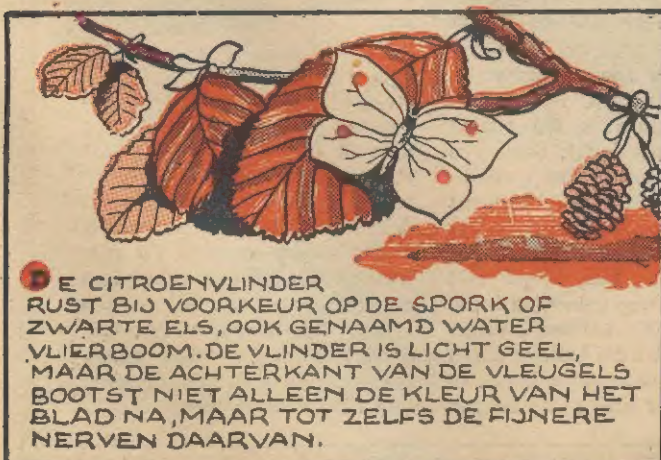 DE CITROENVLINDER
RUST BIJ VOORKEUR OP DE SPORK OF
ZWARTE ELS, OOK GENAAMD WATER
VLIERBOOM. DE VLINDER IS LICHT GEEL,
MAAR DE ACHTERKANT VAN DE VLEUGELS
BOOTST NIET ALLEEN DE KLEUR VAN HET
BLAD NA, MAAR TOT ZELFS DE FIJNERE
NERVEN DAARVAN.